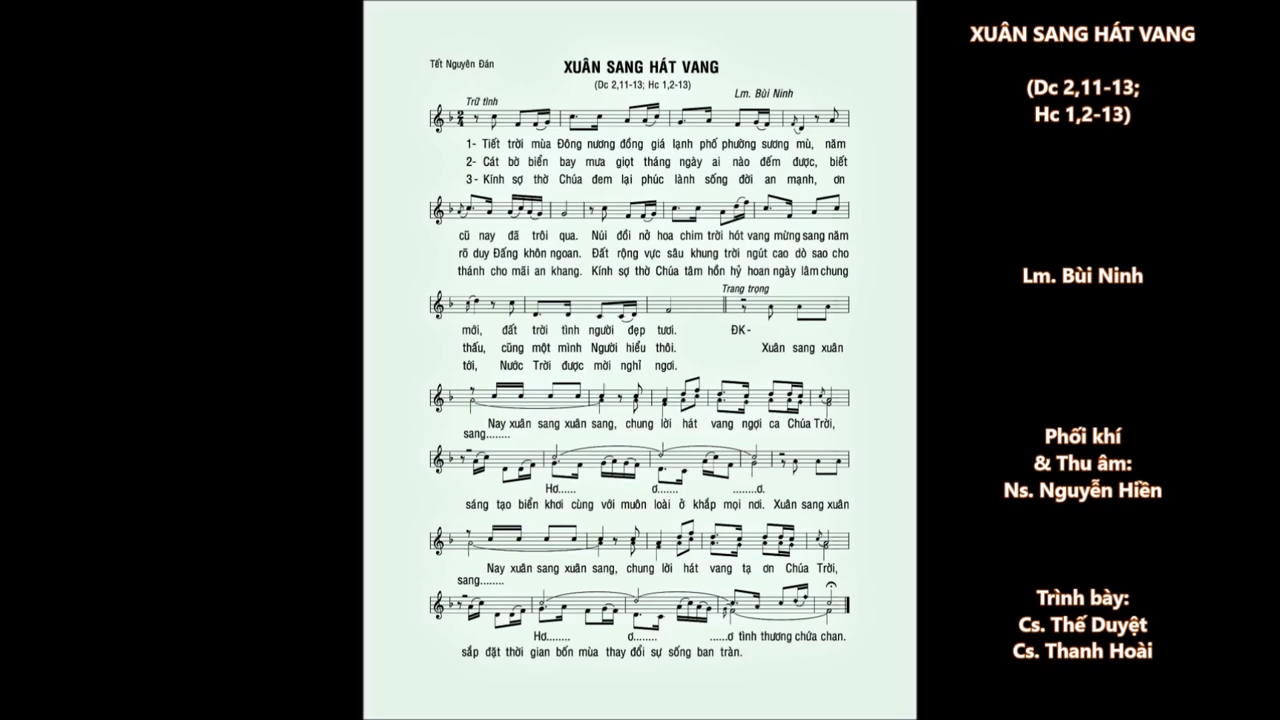 Tết Nguyên Đán
XUÂN SANG HÁT VANG
(Dc 2,11-13; Hc 1,2-13)
Lm. Bùi Ninh
Trữ tình
1- Tiết trời mùa Đông nương đồng giá lạnh phố phường sương mù, năm
2- Cát bờ biển bay mưa giọt tháng ngày ai nào đếm được, biết
3- Kính sợ thờ Chúa đem lại phúc lành sống đời an mạnh, ơn
cũ nay đã trôi qua. Núi đồi nở hoa chim trời hót vang mừng sang năm
rõ duy Đấng khôn ngoan. Đất rộng vực sâu khung trời ngút cao dò sao cho
thánh cho mãi an khang. Kính sợ thờ Chúa tâm hồn hỷ hoan ngày lâm chung
Trang trọng
mới, đất trời tình người đẹp tươi. ĐK-
thấu, cũng một mình Người hiểu thôi. Xuân sang xuân
tới, Nước Trời được mời nghỉ ngơi.
Nay xuân sang xuân sang, chung lời hát vang ngợi ca Chúa Trời,
sang........
Hơ...... ơ....... ........ơ.
sáng tạo biển khơi cùng với muôn loài ở khắp mọi nơi. Xuân sang xuân
Nay xuân sang xuân sang, chung lời hát vang tạ ơn Chúa Trời,
sang........
Hơ........ ơ........ ......ơ tình thương chứa chan.
sắp đặt thời gian bốn mùa thay đổi sự sống ban tràn.
XUÂN SANG HÁT VANG
(Dc 2,11-13;
Hc 1,2-13)
Lm. Bùi Ninh
Phối khí
& Thu âm:
Ns. Nguyễn Hiền
Trình bày:
Cs. Thế Duyệt
Cs. Thanh Hoài